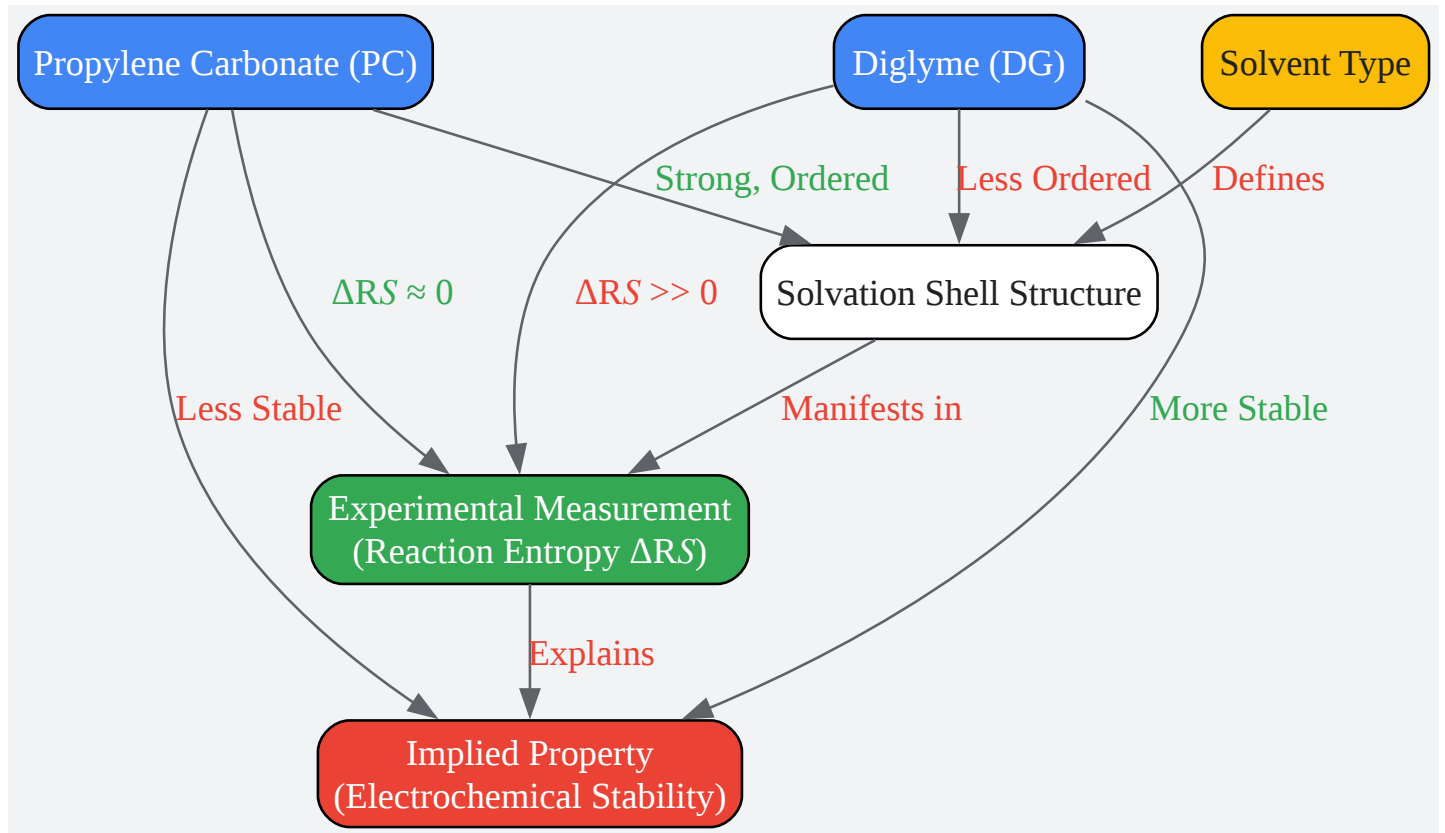 Propylene Carbonate (PC)
Diglyme (DG)
Solvent Type
Strong, Ordered
Less Ordered
Defines
ΔRS ≈ 0
ΔRS >> 0
Solvation Shell Structure
Less Stable
Manifests in
More Stable
Experimental Measurement
(Reaction Entropy ΔRS)
Explains
Implied Property
(Electrochemical Stability)